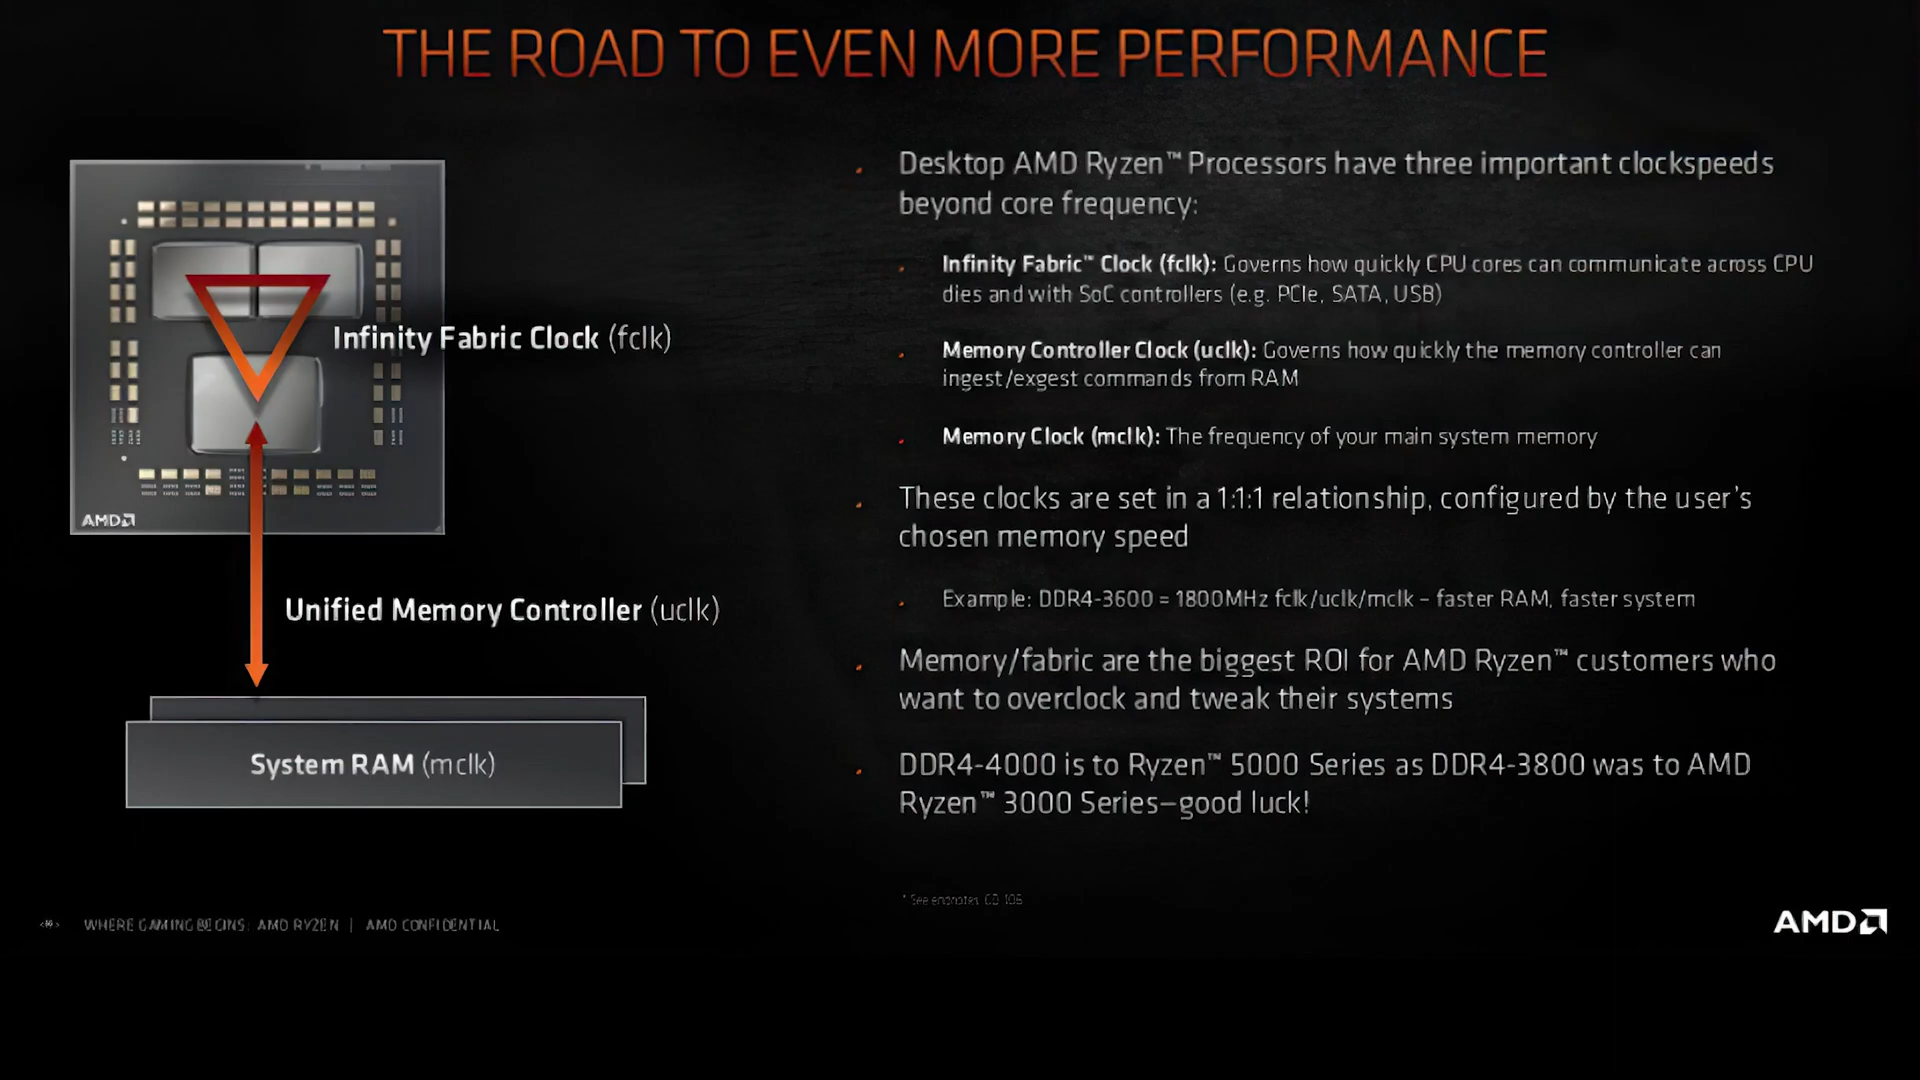 THE ROAD TO EVEN MORE PERFORMANCE
Infinity Fabric Clock (fclk)
AMD
Unified Memory Controller (uclk)
System RAM (mclk)
Desktop AMD Ryzen™ Processors have three important clockspeeds
beyond core frequency:
Infinity Fabric™ Clock (fclk): Governs how quickly CPU cores can communicate across CPU
dies and with SoC controllers (e.g. PCIe, SATA, USB)
Memory Controller Clock (uclk): Governs how quickly the memory controller can
ingest/exgest commands from RAM
Memory Clock (mclk): The frequency of your main system memory
These clocks are set in a 1:1:1 relationship, configured by the user's
chosen memory speed
Example: DDR4-3600 = 1800MHz fclk/uclk/mclk – faster RAM, faster system
Memory/fabric are the biggest ROI for AMD Ryzen™ customers who
want to overclock and tweak their systems
DDR4-4000 is to Ryzen™ 5000 Series as DDR4-3800 was to AMD
Ryzen™ 3000 Series—good luck!
* See endnotes
WHERE GAMING BEGINS: AMD RYZEN | AMD CONFIDENTIAL
AMD